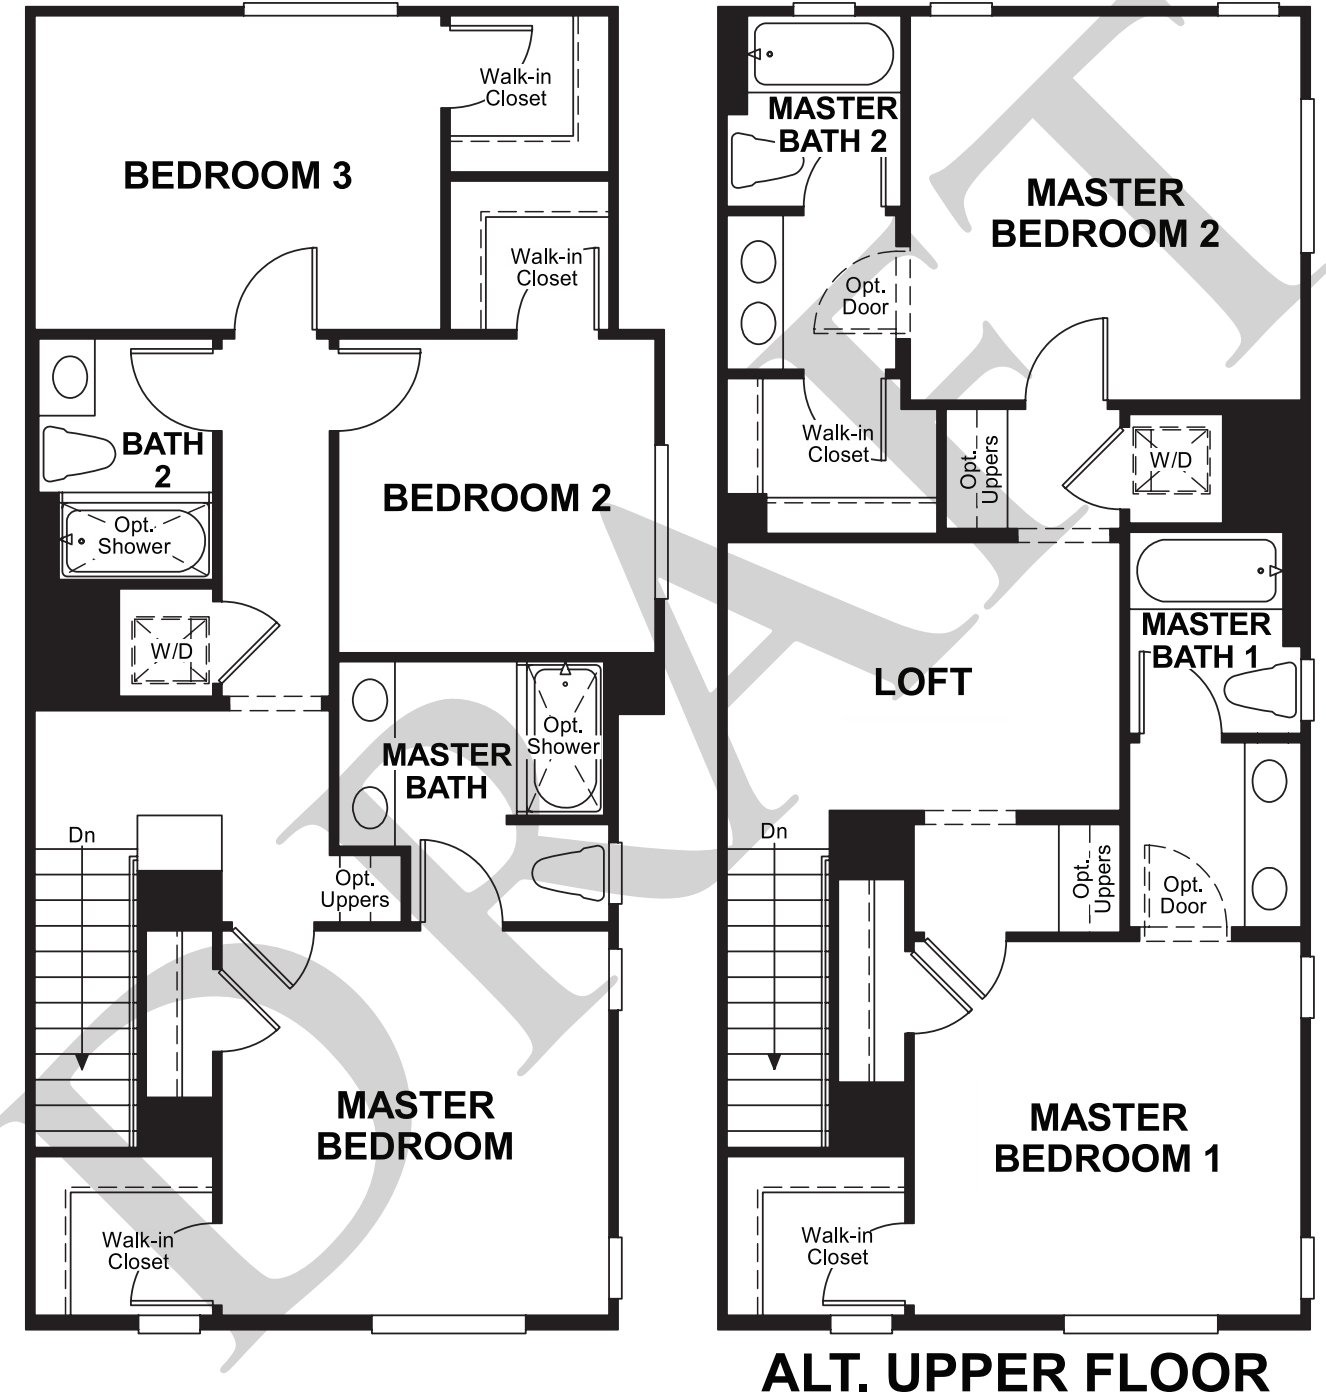 Walk-in
Closet
BEDROOM 3
Walk-in
Closet
BATH
2
BEDROOM 2
Opt.
Shower
W/D
MASTER
BATH
Opt.
Shower
Dn
Opt.
Uppers
MASTER
BEDROOM
Walk-in
Closet
MASTER
BATH 2
MASTER
BEDROOM 2
Opt.
Door
Walk-in
Closet
Opt.
Uppers
W/D
MASTER
BATH 1
LOFT
Dn
Opt.
Uppers
Opt.
Door
MASTER
BEDROOM 1
Walk-in
Closet
ALT. UPPER FLOOR
DRAFT